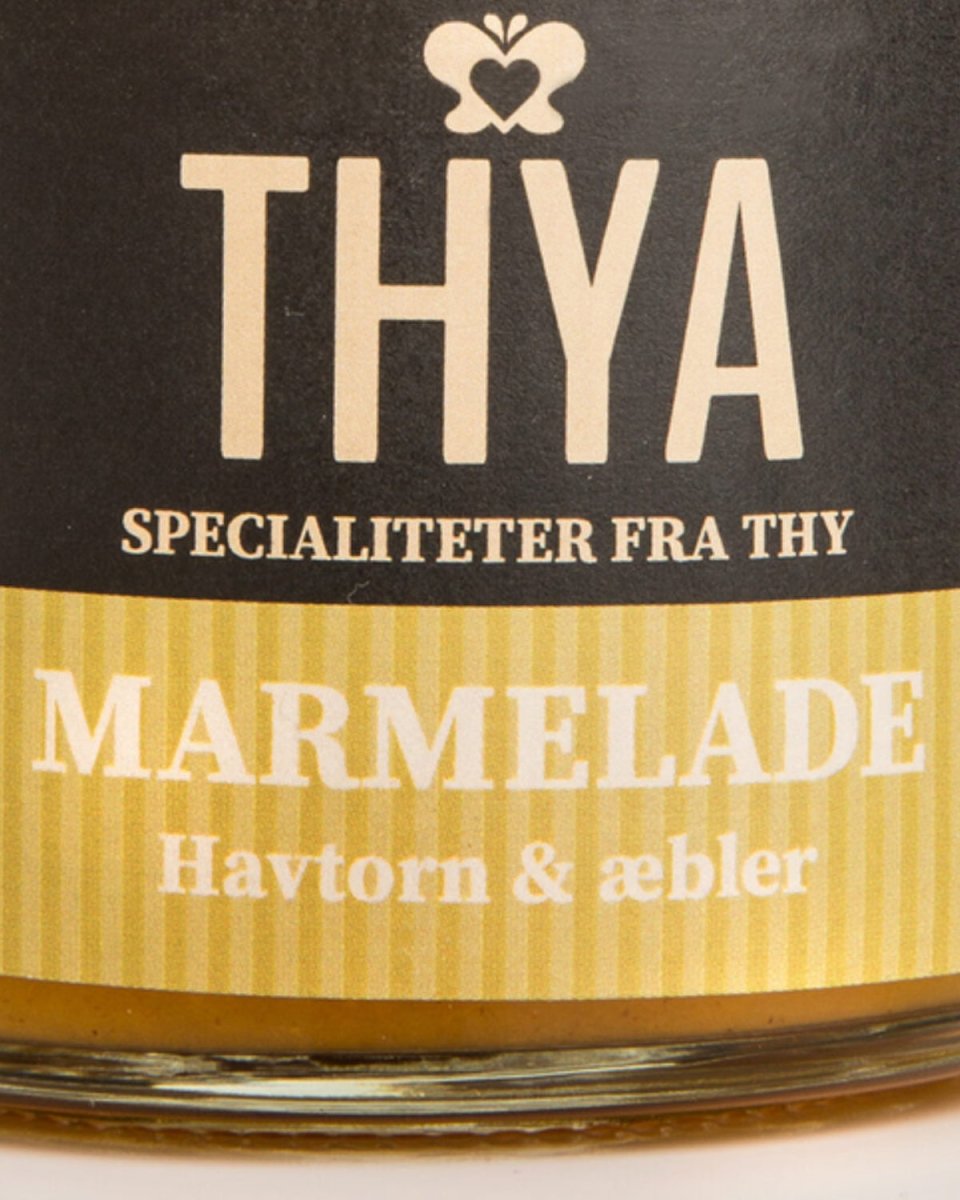 THYA
SPECIALITETER FRA THY
MARMELADE
Havtorn & æbler